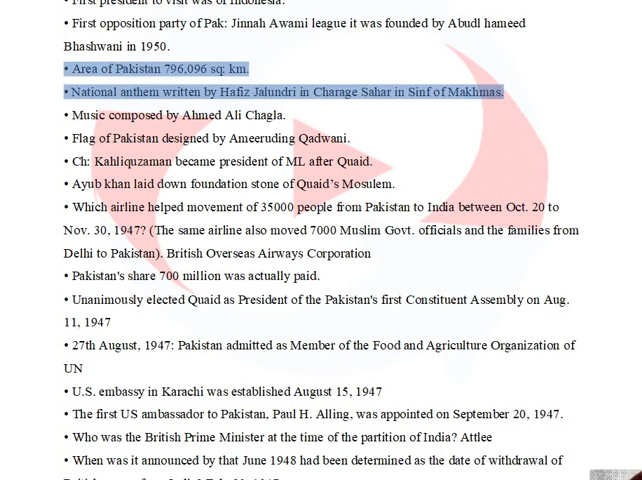 • First president to visit was of Indonesia.
• First opposition party of Pak: Jinnah Awami league it was founded by Abudl hameed
Bhashwani in 1950.
• Area of Pakistan 796,096 sq: km.
• National anthem written by Hafiz Jalundri in Charage Sahar in Sinf of Makhmas.
• Music composed by Ahmed Ali Chagla.
• Flag of Pakistan designed by Ameeruding Qadwani.
• Ch: Kahliquzaman became president of ML after Quaid.
• Ayub khan laid down foundation stone of Quaid’s Mosulem.
• Which airline helped movement of 35000 people from Pakistan to India between Oct. 20 to
Nov. 30, 1947? (The same airline also moved 7000 Muslim Govt. officials and the families from
Delhi to Pakistan). British Overseas Airways Corporation
• Pakistan's share 700 million was actually paid.
• Unanimously elected Quaid as President of the Pakistan's first Constituent Assembly on Aug.
11, 1947
• 27th August, 1947: Pakistan admitted as Member of the Food and Agriculture Organization of
UN
• U.S. embassy in Karachi was established August 15, 1947
• The first US ambassador to Pakistan, Paul H. Alling, was appointed on September 20, 1947.
• Who was the British Prime Minister at the time of the partition of India? Attlee
• When was it announced by that June 1948 had been determined as the date of withdrawal of